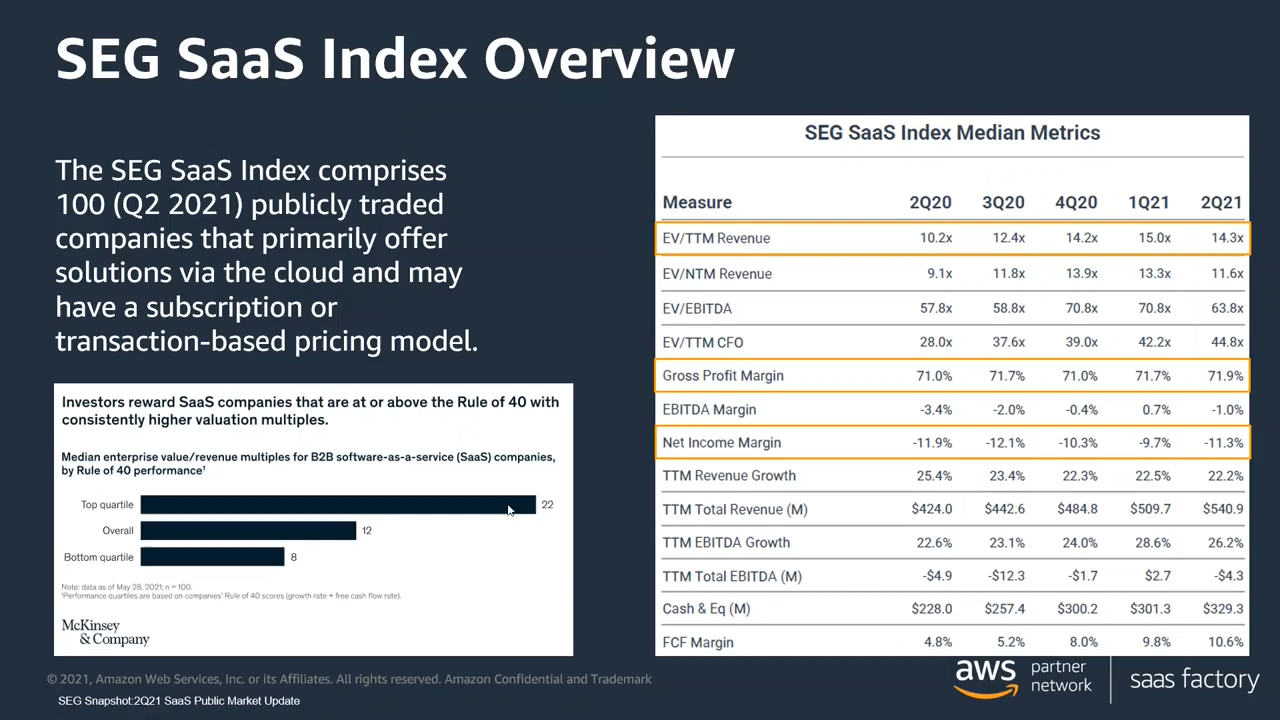 SEG SaaS Index Overview
The SEG SaaS Index comprises
100 (Q2 2021) publicly traded
companies that primarily offer
solutions via the cloud and may
have a subscription or
transaction-based pricing model.
Investors reward SaaS companies that are at or above the Rule of 40 with
consistently higher valuation multiples.
Median enterprise value/revenue multiples for B2B software-as-a-service (SaaS) companies,
by Rule of 40 performance¹
Top quartile 22
Overall 12
Bottom quartile 8
Note: data as of May 28, 2021; n = 100.
¹Performance quartiles are based on companies' Rule of 40 scores (growth rate + free cash flow rate).
McKinsey
& Company
SEG SaaS Index Median Metrics
Measure 2Q20 3Q20 4Q20 1Q21 2Q21
EV/TTM Revenue 10.2x 12.4x 14.2x 15.0x 14.3x
EV/NTM Revenue 9.1x 11.8x 13.9x 13.3x 11.6x
EV/EBITDA 57.8x 58.8x 70.8x 70.8x 63.8x
EV/TTM CFO 28.0x 37.6x 39.0x 42.2x 44.8x
Gross Profit Margin 71.0% 71.7% 71.0% 71.7% 71.9%
EBITDA Margin -3.4% -2.0% -0.4% 0.7% -1.0%
Net Income Margin -11.9% -12.1% -10.3% -9.7% -11.3%
TTM Revenue Growth 25.4% 23.4% 22.3% 22.5% 22.2%
TTM Total Revenue (M) $424.0 $442.6 $484.8 $509.7 $540.9
TTM EBITDA Growth 22.6% 23.1% 24.0% 28.6% 26.2%
TTM Total EBITDA (M) -$4.9 -$12.3 -$1.7 $2.7 -$4.3
Cash & Eq (M) $228.0 $257.4 $300.2 $301.3 $329.3
FCF Margin 4.8% 5.2% 8.0% 9.8% 10.6%
© 2021, Amazon Web Services, Inc. or its Affiliates. All rights reserved. Amazon Confidential and Trademark
SEG Snapshot:2Q21 SaaS Public Market Update
aws partner
network
saas factory